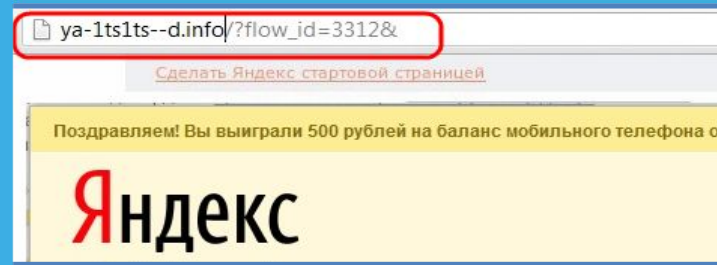 ya-1ts1ts--d.info/?flow_id=3312&
Сделать Яндекс стартовой страницей
Поздравляем! Вы выиграли 500 рублей на баланс мобильного телефона о
Яндекс